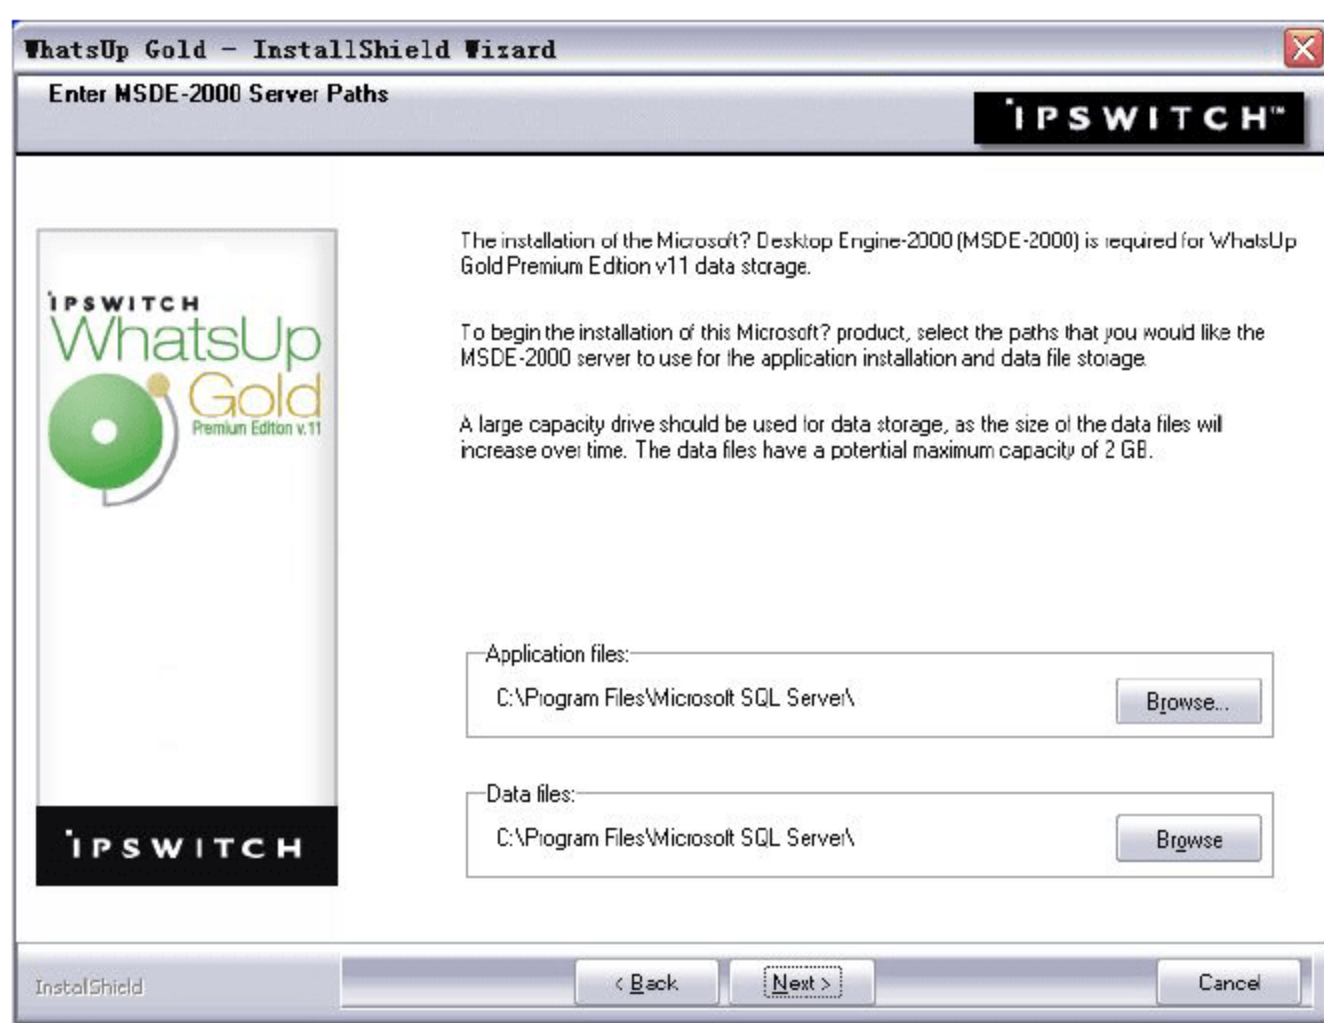 WhatsUp Gold - InstallShield Wizard
Enter MSDE-2000 Server Paths
IPSWITCH™
The installation of the Microsoft? Desktop Engine-2000 (MSDE-2000) is required for WhatsUp
Gold Premium Edition v11 data storage.
IPSWITCH
WhatsUp
Gold
Premium Edition v.11
To begin the installation of this Microsoft? product, select the paths that you would like the
MSDE-2000 server to use for the application installation and data file storage.
A large capacity drive should be used for data storage, as the size of the data files will
increase over time. The data files have a potential maximum capacity of 2 GB.
Application files:
C:\Program Files\Microsoft SQL Server\
Browse...
Data files:
C:\Program Files\Microsoft SQL Server\
Browse
IPSWITCH
InstallShield
< Back
Next >
Cancel